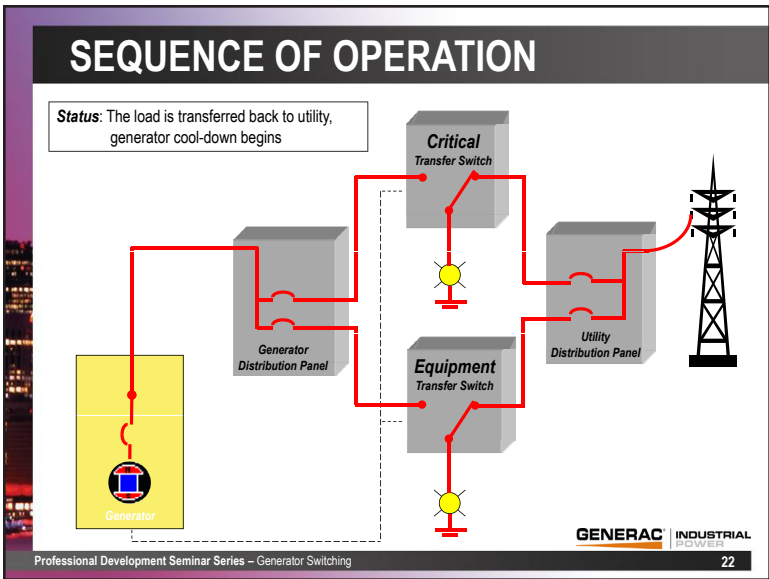 SEQUENCE OF OPERATION
Status: The load is transferred back to utility,
generator cool-down begins
Critical
Transfer Switch
Generator
Distribution Panel
Utility
Distribution Panel
Equipment
Transfer Switch
Generator
GENERAC INDUSTRIAL
POWER
Professional Development Seminar Series – Generator Switching
22